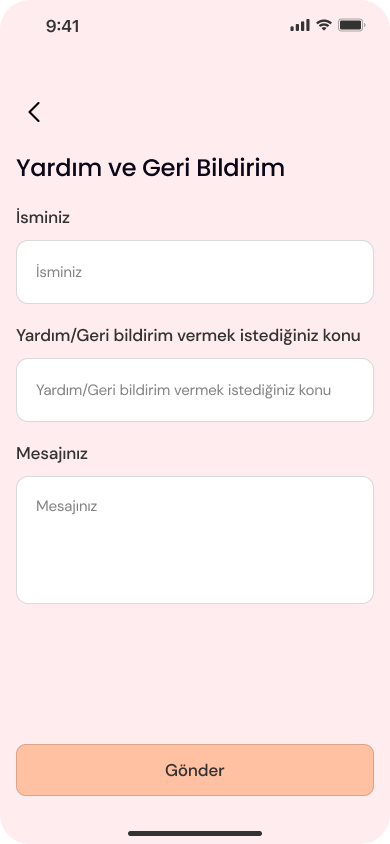 9:41
Yardım ve Geri Bildirim
İsminiz
İsminiz
Yardım/Geri bildirim vermek istediğiniz konu
Yardım/Geri bildirim vermek istediğiniz konu
Mesajınız
Mesajınız
Gönder